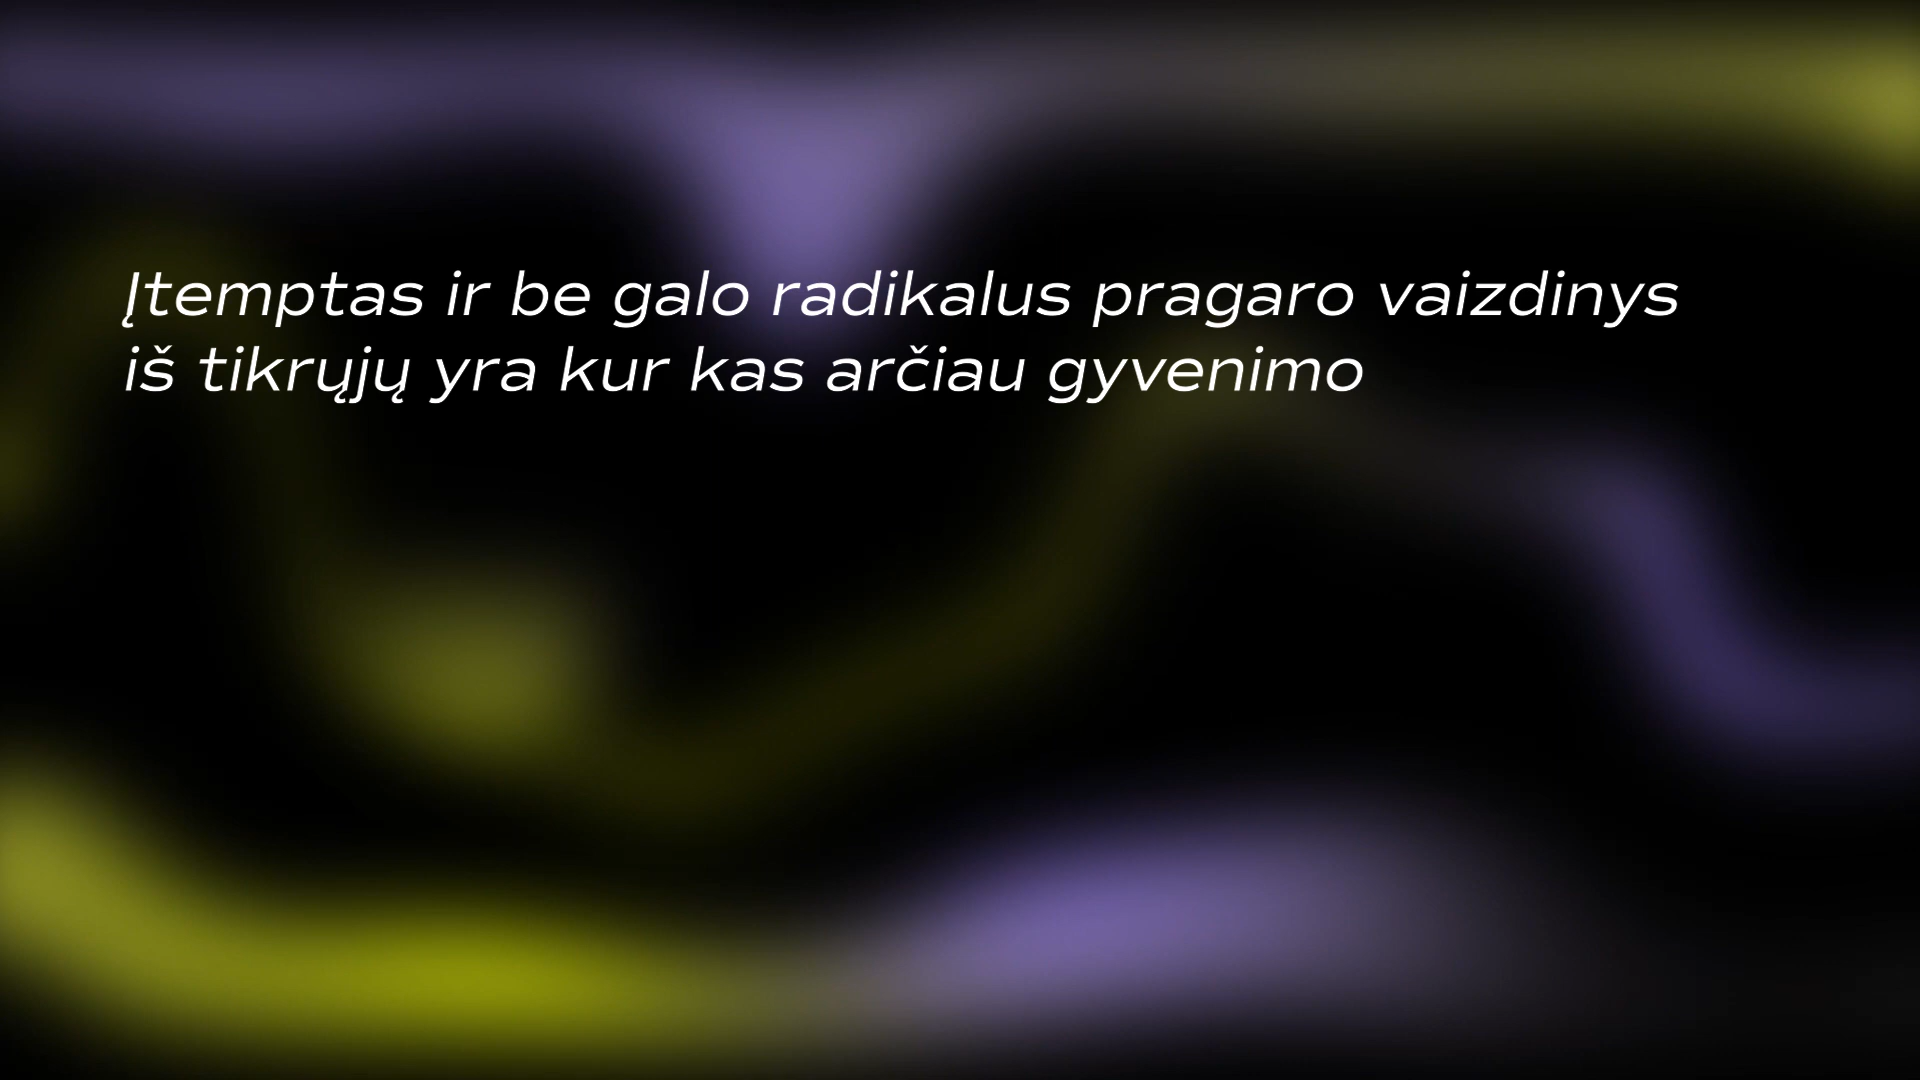 Įtemptas ir be galo radikalus pragaro vaizdinys
iš tikrųjų yra kur kas arčiau gyvenimo